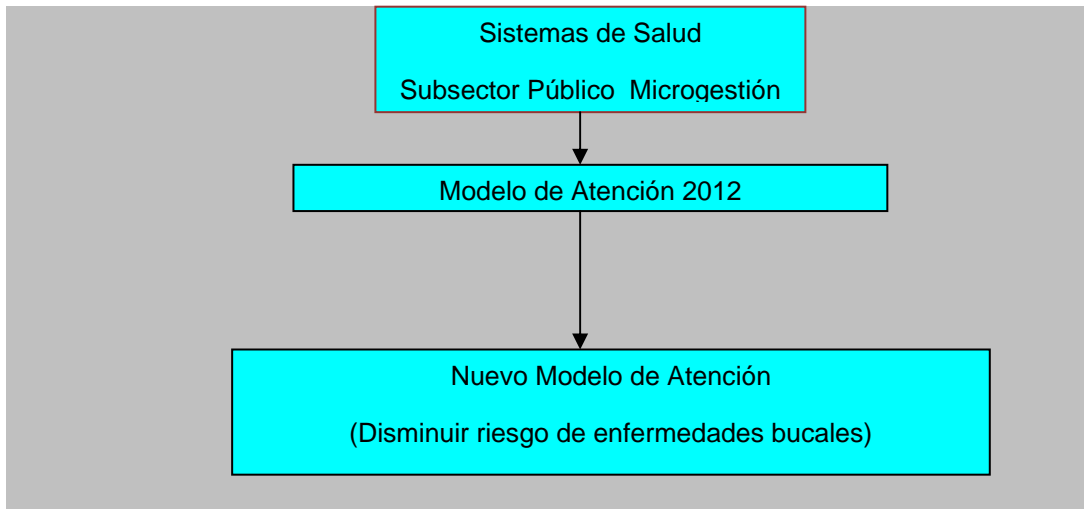 Sistemas de Salud
Subsector Público Microgestión
Modelo de Atención 2012
Nuevo Modelo de Atención
(Disminuir riesgo de enfermedades bucales)